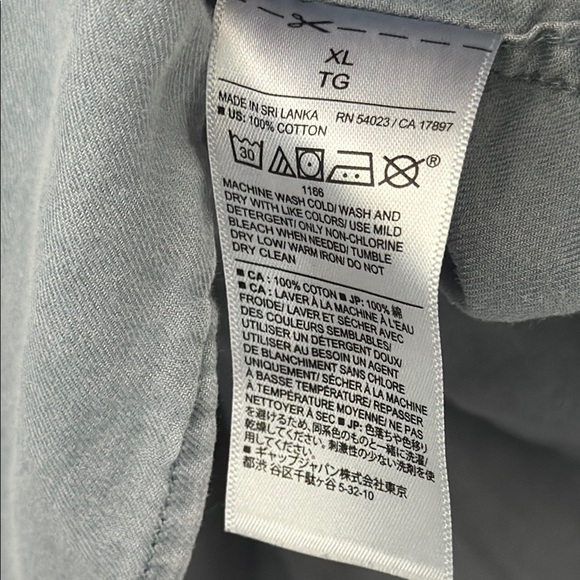 XL
TG
MADE IN SRI LANKA RN 54023 / CA 17897
■ US: 100% COTTON
30
®
1166
MACHINE WASH COLD/ WASH AND
DRY WITH LIKE COLORS/ USE MILD
DETERGENT/ ONLY NON-CHLORINE
BLEACH WHEN NEEDED/ TUMBLE
DRY LOW/ WARM IRON/ DO NOT
DRY CLEAN
■ CA : 100% COTON ■ JP: 100% 綿
■ CA : LAVER À LA MACHINE À L'EAU
FROIDE/ LAVER ET SÉCHER AVEC
DES COULEURS SEMBLABLES/
UTILISER UN DÉTERGENT DOUX/
UTILISER AU BESOIN UN AGENT
DE BLANCHIMENT SANS CHLORE
UNIQUEMENT/ SÉCHER À LA MACHINE
À BASSE TEMPÉRATURE/ REPASSER
À TEMPÉRATURE MOYENNE/ NE PAS
NETTOYER À SEC ■ JP: 色落ちや色移り
を避けるため、同系色のものと一緒に洗濯/
乾燥してください。刺激性の少ない洗剤を使
用してください。
■ ギャップジャパン株式会社東京
都渋谷区千駄ヶ谷 5-32-10